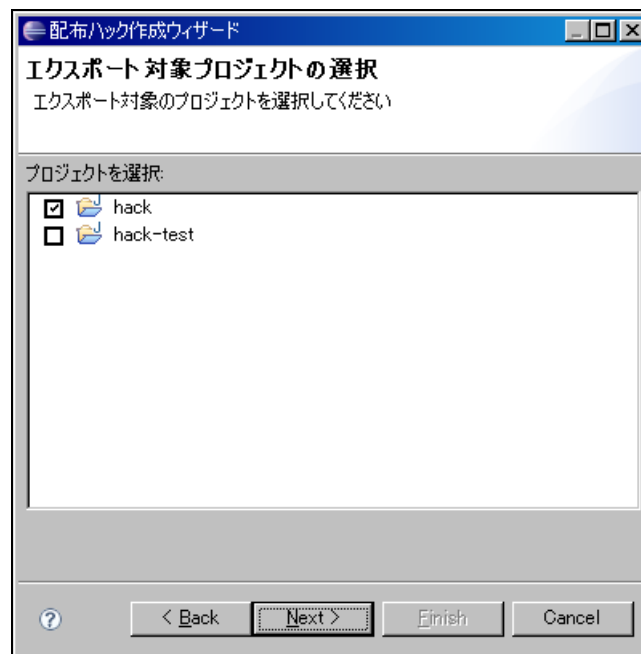 配布ハック作成ウィザード
エクスポート対象プロジェクトの選択
エクスポート対象のプロジェクトを選択してください
プロジェクトを選択:
hack
hack-test
?
< Back
Next >
Finish
Cancel